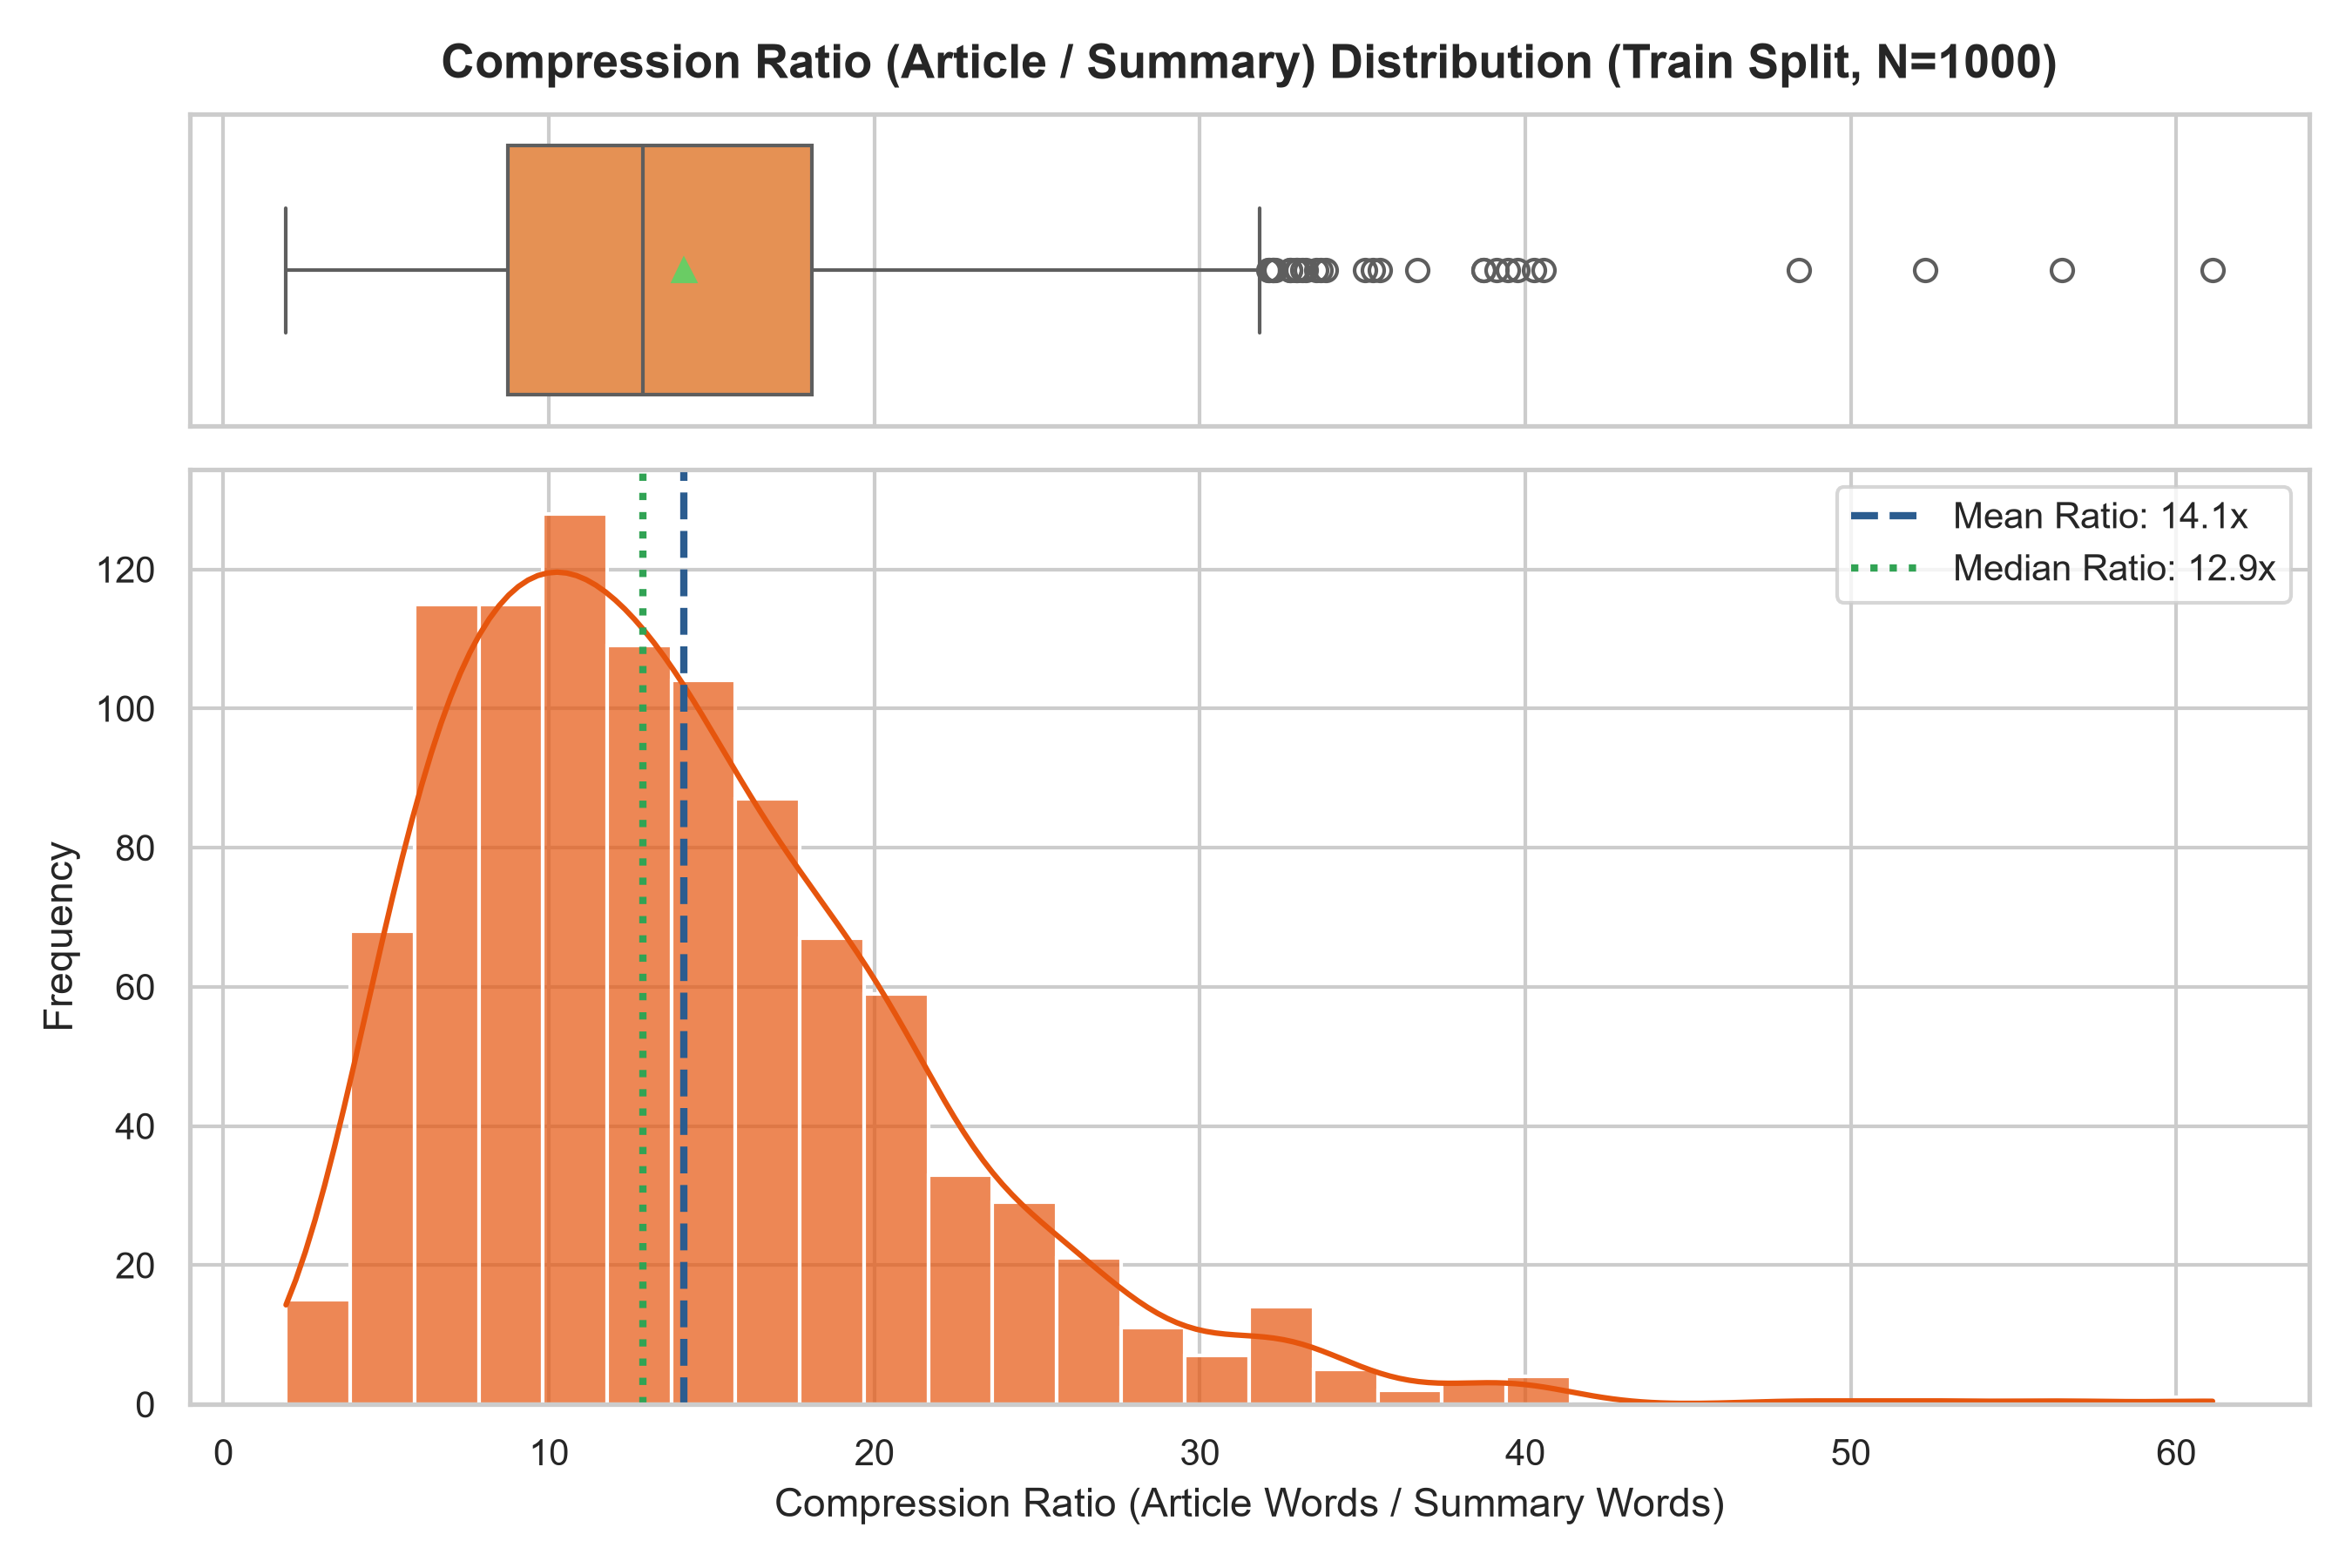 Compression Ratio (Article / Summary) Distribution (Train Split, N=1000)
Mean Ratio: 14.1x
Median Ratio: 12.9x
120
100
80
60
40
20
0
Frequency
0 10 20 30 40 50 60
Compression Ratio (Article Words / Summary Words)